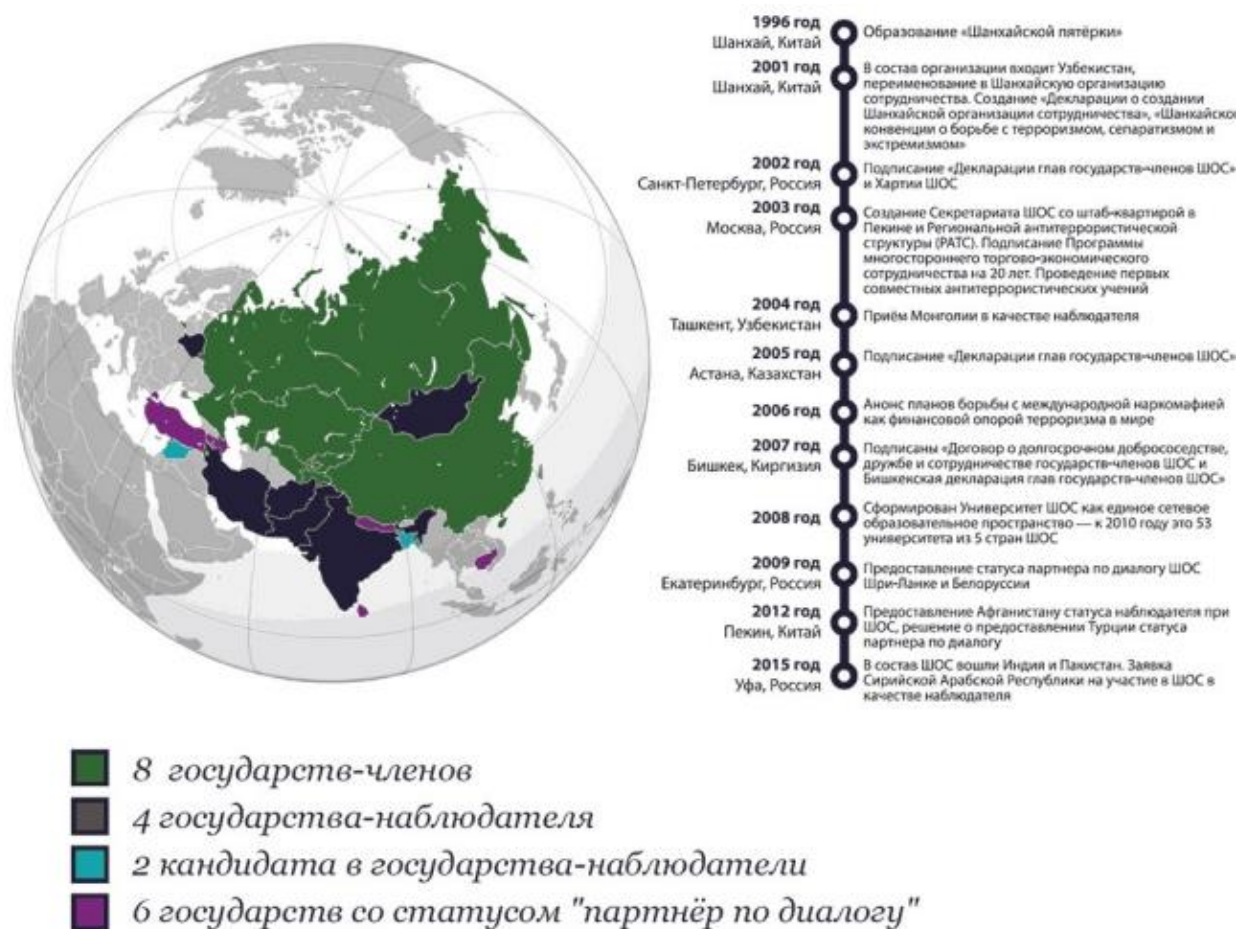 1996 год
Шанхай, Китай
Образование «Шанхайской пятёрки»
2001 год
Шанхай, Китай
В состав организации входит Узбекистан,
переименование в Шанхайскую организацию
сотрудничества. Создание «Декларации о создании
Шанхайской организации сотрудничества», «Шанхайской
конвенции о борьбе с терроризмом, сепаратизмом и
экстремизмом»
2002 год
Санкт-Петербург, Россия
Подписание «Декларации глав государств-членов ШОС»
и Хартии ШОС
2003 год
Москва, Россия
Создание Секретариата ШОС со штаб-квартирой в
Пекине и Региональной антитеррористической
структуры (РАТС). Подписание Программы
многостороннего торгово-экономического
сотрудничества на 20 лет. Проведение первых
совместных антитеррористических учений
2004 год
Ташкент, Узбекистан
Приём Монголии в качестве наблюдателя
2005 год
Астана, Казахстан
Подписание «Декларации глав государств-членов ШОС»
2006 год
Анонс планов борьбы с международной наркомафией
как финансовой опорой терроризма в мире
2007 год
Бишкек, Киргизия
Подписаны «Договор о долгосрочном добрососедстве,
дружбе и сотрудничестве государств-членов ШОС и
Бишкекская декларация глав государств-членов ШОС»
2008 год
Сформирован Университет ШОС как единое сетевое
образовательное пространство — к 2010 году это 53
университета из 5 стран ШОС
2009 год
Екатеринбург, Россия
Предоставление статуса партнера по диалогу ШОС
Шри-Ланке и Белоруссии
2012 год
Пекин, Китай
Предоставление Афганистану статуса наблюдателя при
ШОС, решение о предоставлении Турции статуса
партнера по диалогу
2015 год
Уфа, Россия
В состав ШОС вошли Индия и Пакистан. Заявка
Сирийской Арабской Республики на участие в ШОС в
качестве наблюдателя
8 государств-членов
4 государства-наблюдателя
2 кандидата в государства-наблюдатели
6 государств со статусом "партнёр по диалогу"